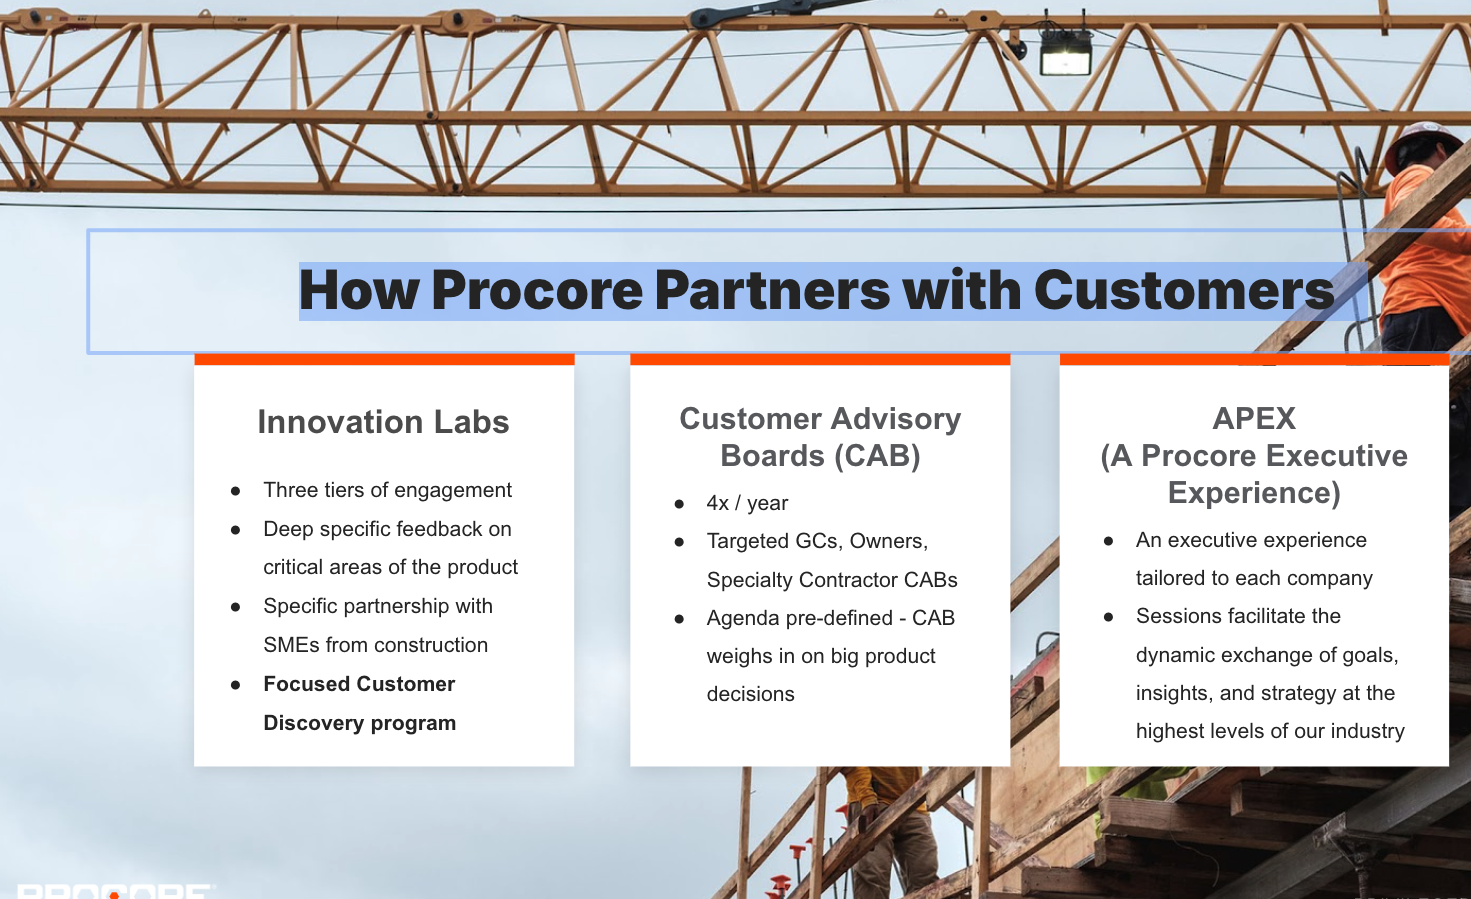 How Procore Partners with Customers
Innovation Labs
● Three tiers of engagement
● Deep specific feedback on
critical areas of the product
● Specific partnership with
SMEs from construction
● Focused Customer
Discovery program
Customer Advisory
Boards (CAB)
● 4x / year
● Targeted GCs, Owners,
Specialty Contractor CABs
● Agenda pre-defined - CAB
weighs in on big product
decisions
APEX
(A Procore Executive
Experience)
● An executive experience
tailored to each company
● Sessions facilitate the
dynamic exchange of goals,
insights, and strategy at the
highest levels of our industry
PROCORE